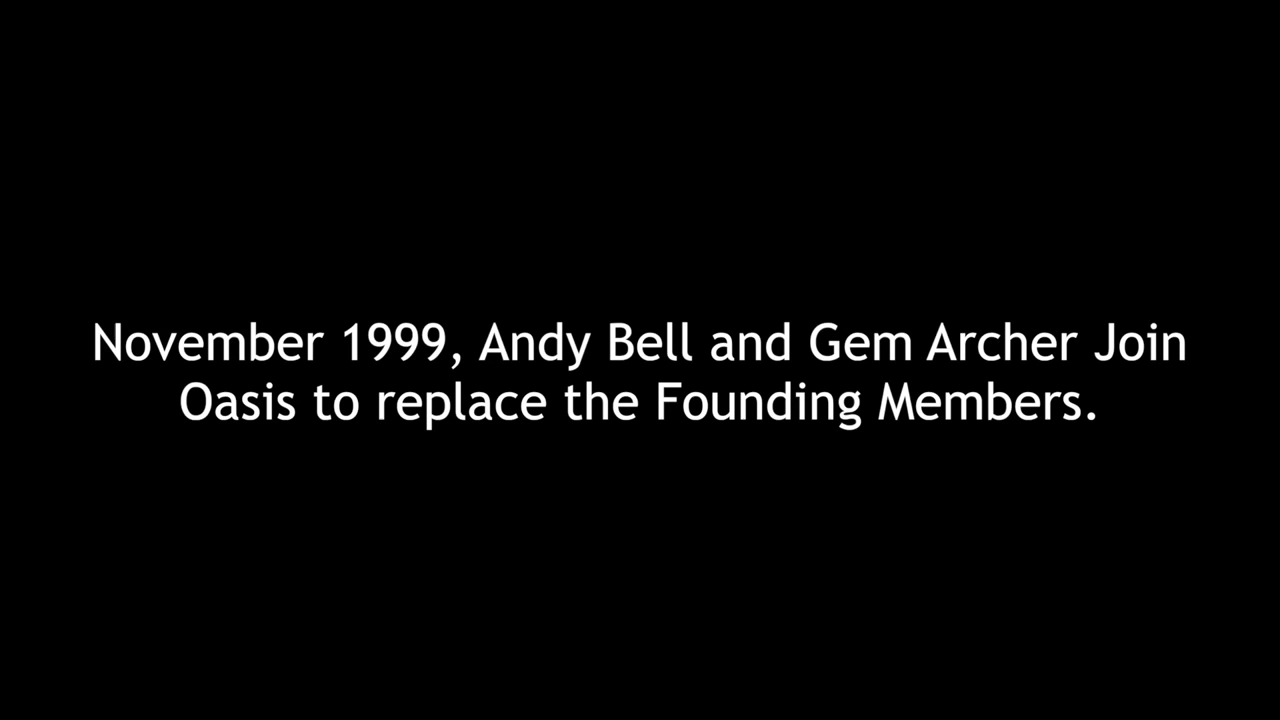 November 1999, Andy Bell and Gem Archer Join
Oasis to replace the Founding Members.